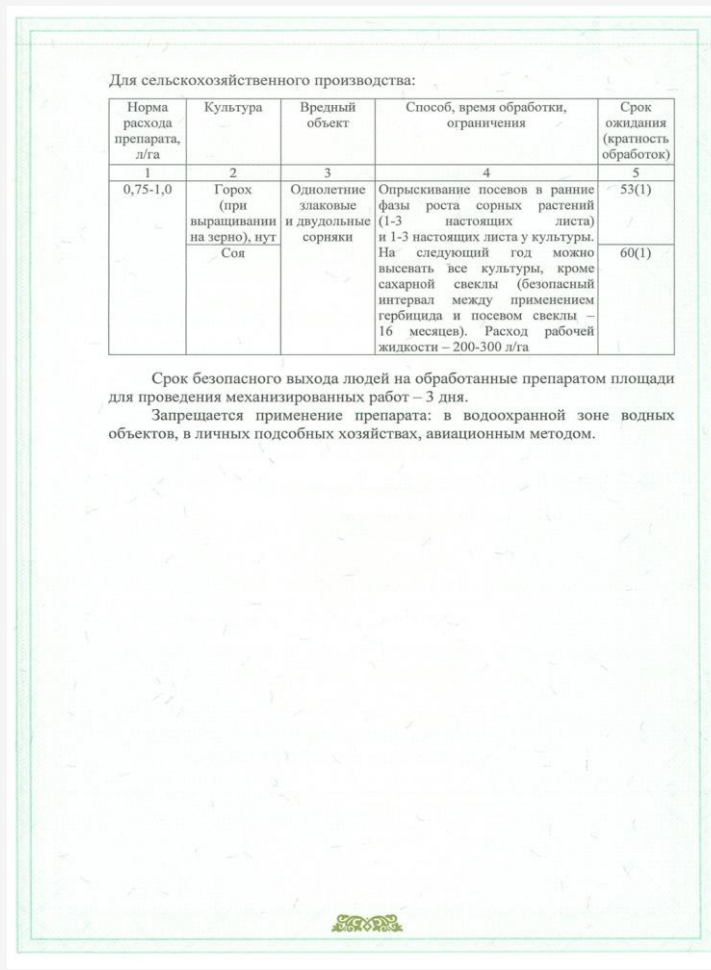 Для сельскохозяйственного производства:
Норма расхода препарата, л/га
Культура
Вредный объект
Способ, время обработки, ограничения
Срок ожидания (кратность обработок)
1
2
3
4
5
0,75-1,0
Горох
(при
выращивании
на зерно), нут
Однолетние
злаковые
и двудольные
сорняки
Опрыскивание посевов в ранние
фазы роста сорных растений
(1-3 настоящих листа)
и 1-3 настоящих листа у культуры.
На следующий год можно
высевать все культуры, кроме
сахарной свеклы (безопасный
интервал между применением
гербицида и посевом свеклы –
16 месяцев). Расход рабочей
жидкости – 200-300 л/га
53(1)
Соя
60(1)
Срок безопасного выхода людей на обработанные препаратом площади
для проведения механизированных работ – 3 дня.
Запрещается применение препарата: в водоохранной зоне водных
объектов, в личных подсобных хозяйствах, авиационным методом.